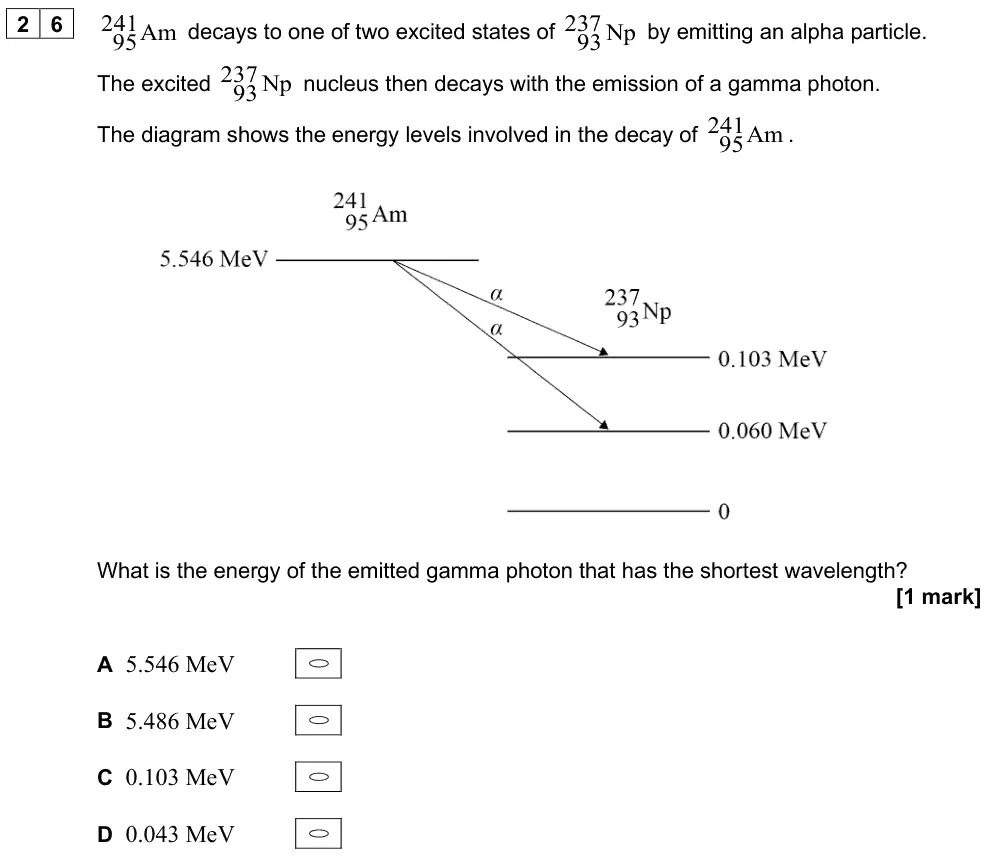 2 6 ²⁴¹₉₅Am decays to one of two excited states of ²³⁷₉₃Np by emitting an alpha particle.
The excited ²³⁷₉₃Np nucleus then decays with the emission of a gamma photon.
The diagram shows the energy levels involved in the decay of ²⁴¹₉₅Am .
²⁴¹₉₅Am
5.546 MeV
α
²³⁷₉₃Np
α
0.103 MeV
0.060 MeV
0
What is the energy of the emitted gamma photon that has the shortest wavelength?
[1 mark]
A 5.546 MeV
B 5.486 MeV
C 0.103 MeV
D 0.043 MeV